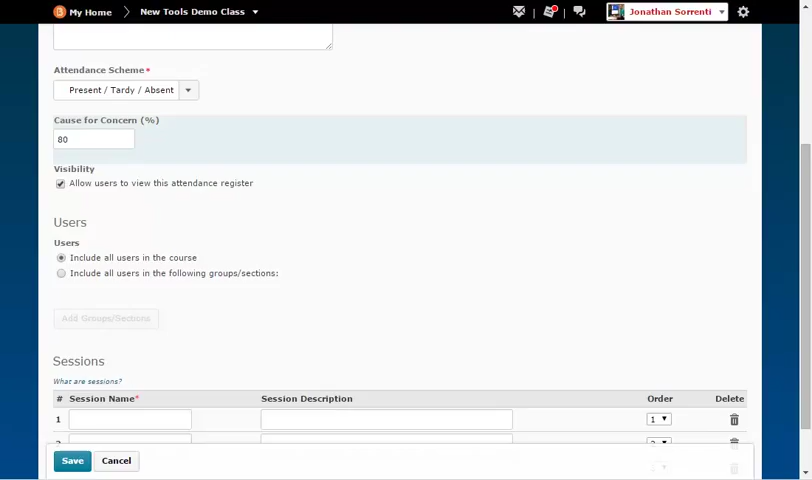 My Home
New Tools Demo Class
Jonathan Sorrenti
Attendance Scheme*
Present / Tardy / Absent
Cause for Concern (%)
80
Visibility
Allow users to view this attendance register
Users
Users
Include all users in the course
Include all users in the following groups/sections:
Add Groups/Sections
Sessions
What are sessions?
# Session Name* Session Description Order Delete
1 1
Save Cancel